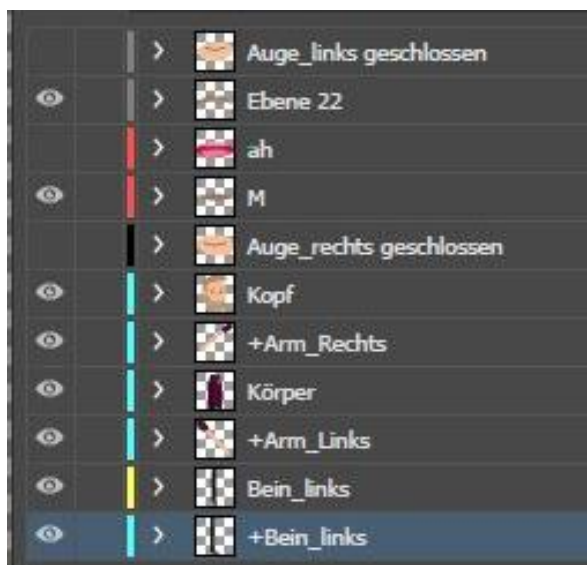 Auge_links geschlossen
Ebene 22
ah
M
Auge_rechts geschlossen
Kopf
+Arm_Rechts
Körper
+Arm_Links
Bein_links
+Bein_links